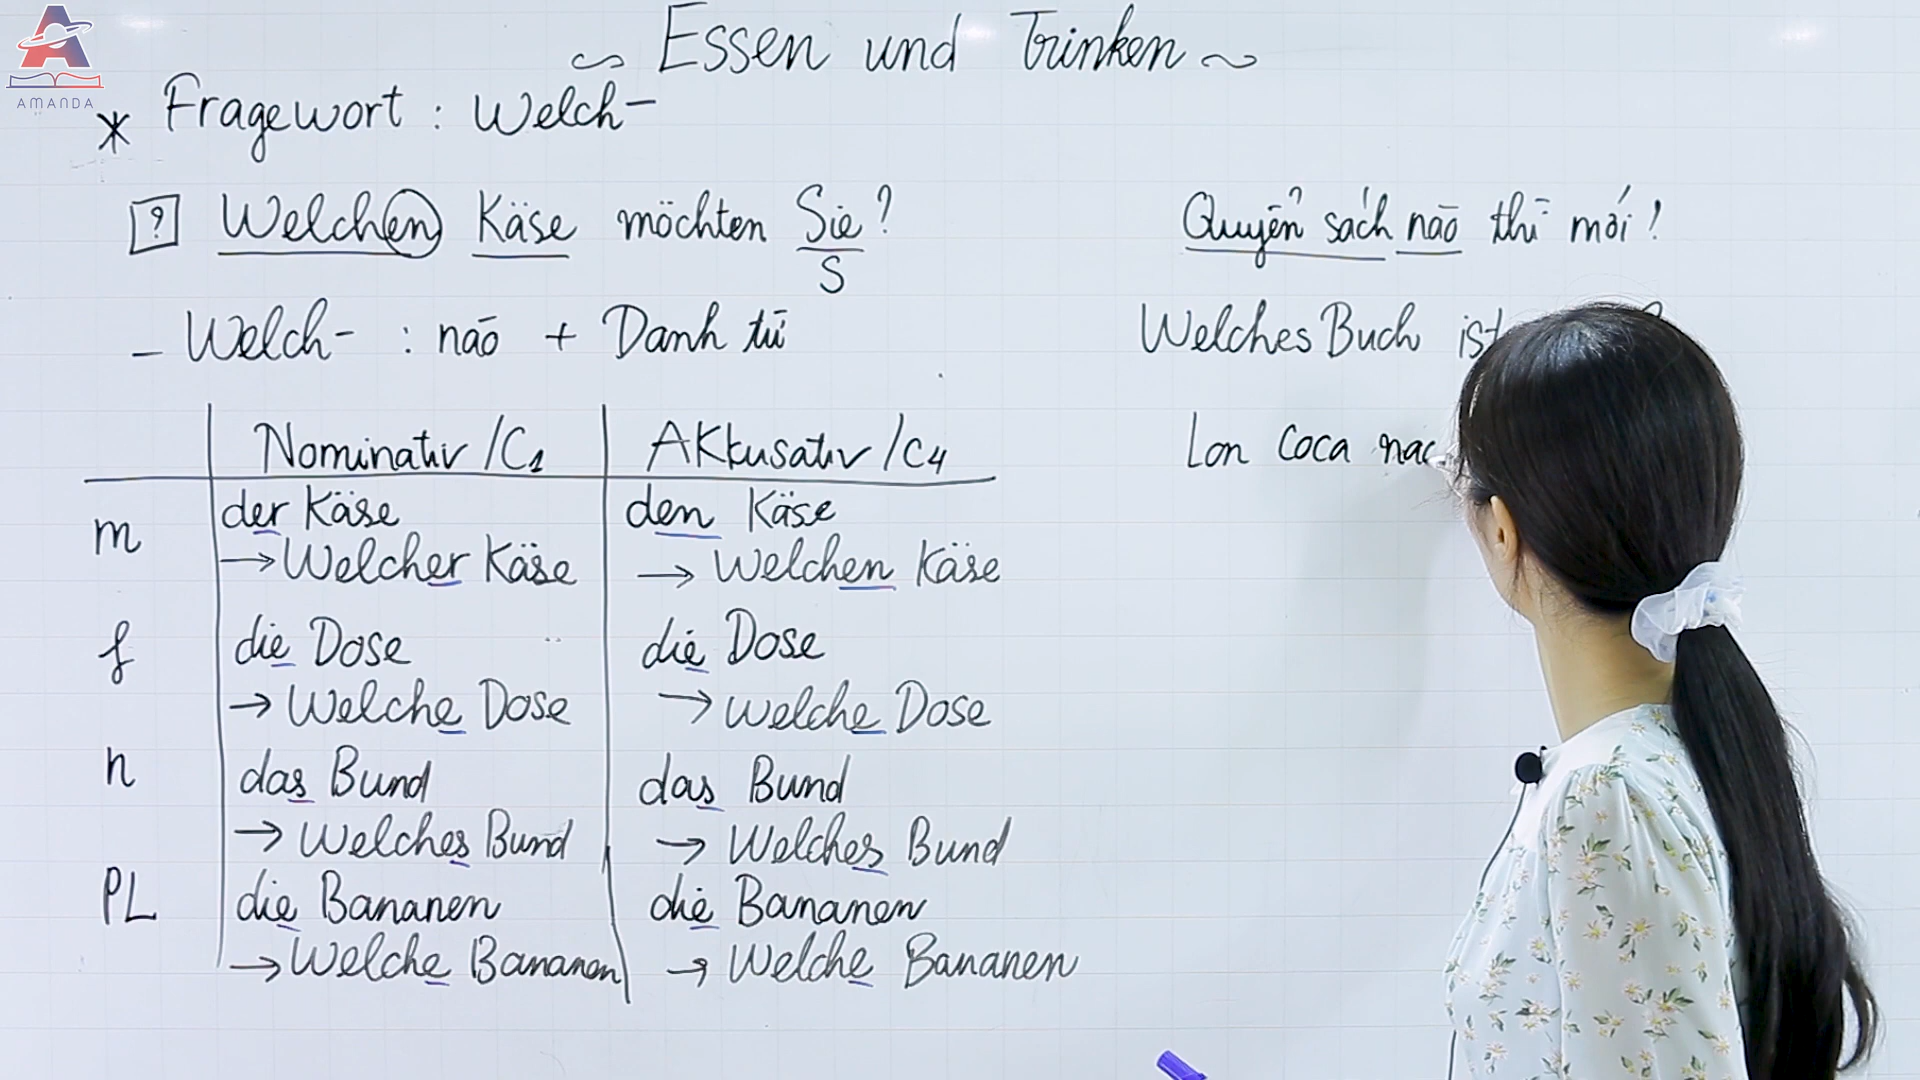 AMANDA
~ Essen und Trinken ~
* Fragewort : Welch-
? Welchen Käse möchten Sie?
S
- Welch- : nào + Danh từ
Nominativ /C1 Akkusativ /C4
m der Käse den Käse
→ Welcher Käse → Welchen Käse
f die Dose die Dose
→ Welche Dose → Welche Dose
n das Bund das Bund
→ Welches Bund → Welches Bund
PL die Bananen die Bananen
→ Welche Bananen → Welche Bananen
Quyển sách nào thì mới?
Welches Buch ist
Lon coca